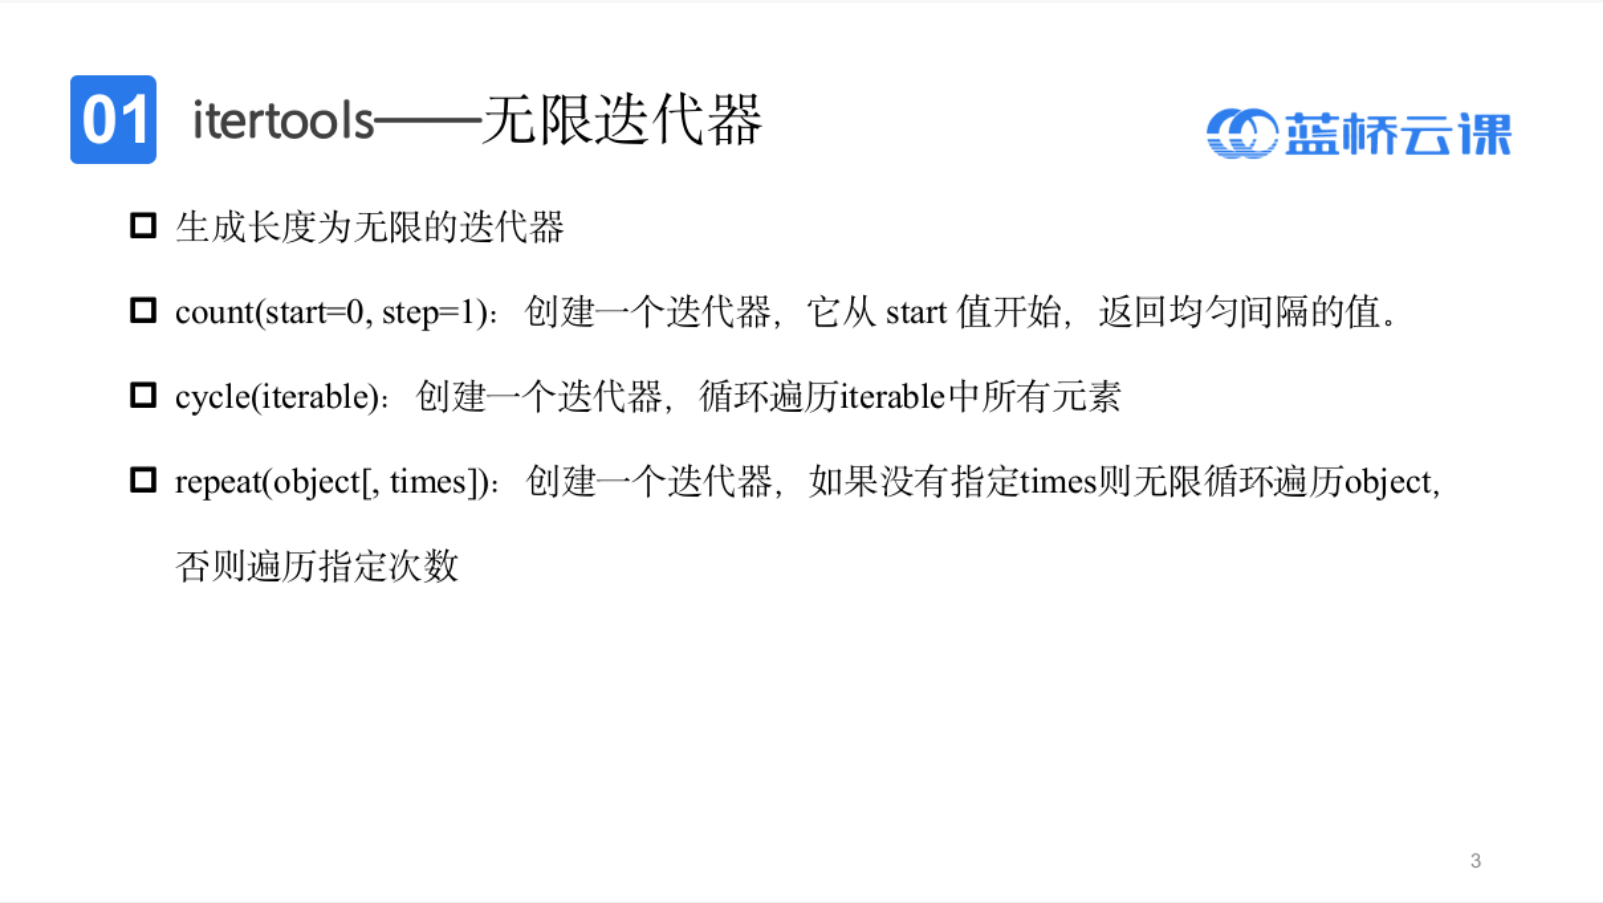 01
itertools——无限迭代器
蓝桥云课
生成长度为无限的迭代器
count(start=0, step=1)：创建一个迭代器，它从 start 值开始，返回均匀间隔的值。
cycle(iterable)：创建一个迭代器，循环遍历iterable中所有元素
repeat(object[, times])：创建一个迭代器，如果没有指定times则无限循环遍历object,
否则遍历指定次数
3